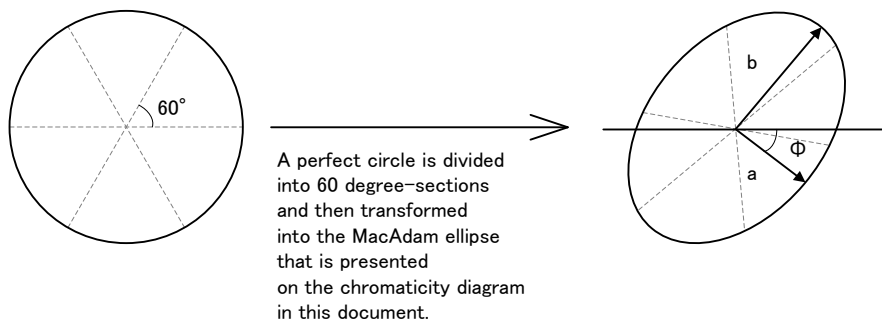 60°
A perfect circle is divided
into 60 degree-sections
and then transformed
into the MacAdam ellipse
that is presented
on the chromaticity diagram
in this document.
b
Φ
a